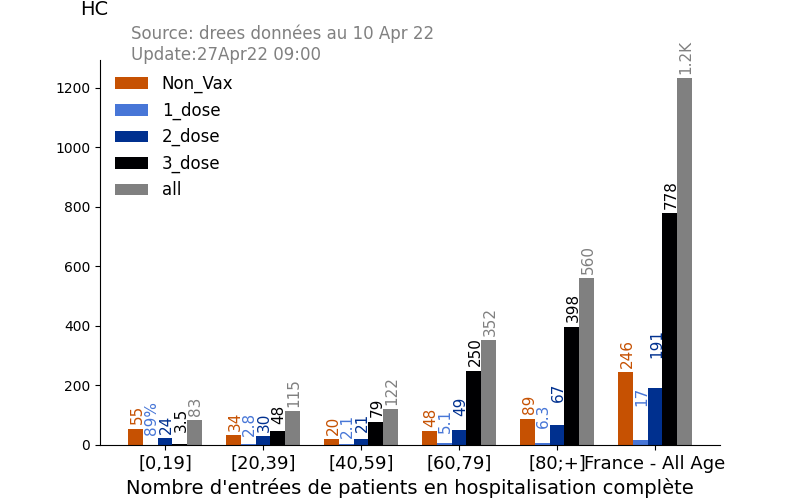 HC
Source: drees données au 10 Apr 22
Update:27Apr22 09:00
Non_Vax
1_dose
2_dose
3_dose
all
1200
1000
800
600
400
200
0
55 89% 24 3.5 83
34 2.8 30 48 115
20 2.1 21 79 122
48 5.1 49 250 352
89 6.3 67 398 560
246 17 191 778 1.2K
[0,19] [20,39] [40,59] [60,79] [80;+] France - All Age
Nombre d'entrées de patients en hospitalisation complète